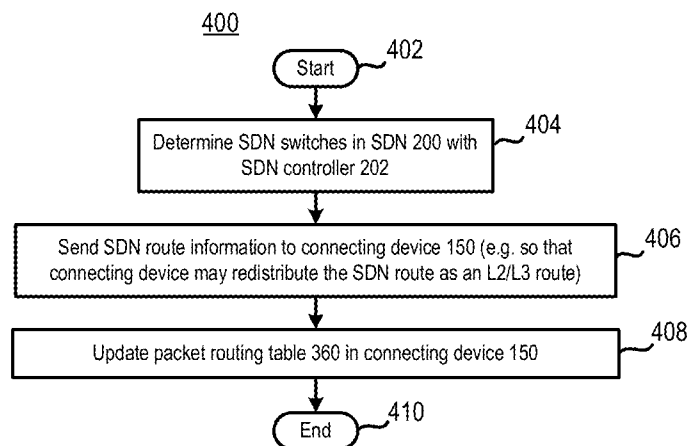 400
Start
402
Determine SDN switches in SDN 200 with
SDN controller 202
404
Send SDN route information to connecting device 150 (e.g. so that
connecting device may redistribute the SDN route as an L2/L3 route)
406
Update packet routing table 360 in connecting device 150
408
End
410